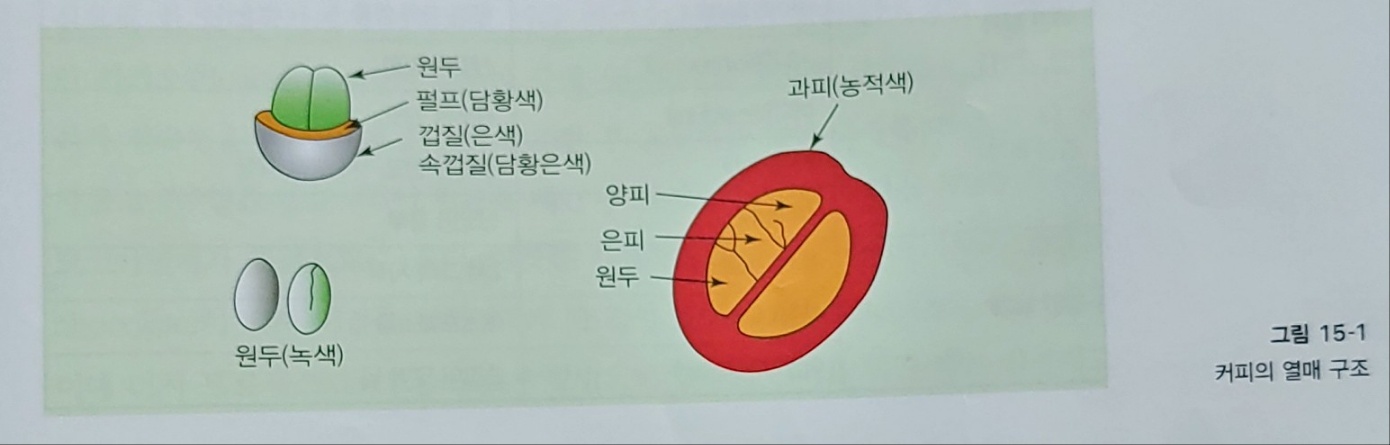 원두
펄프(담황색)
껍질(은색)
속껍질(담황은색)
원두(녹색)
과피(농적색)
양피
은피
원두
그림 15-1
커피의 열매 구조